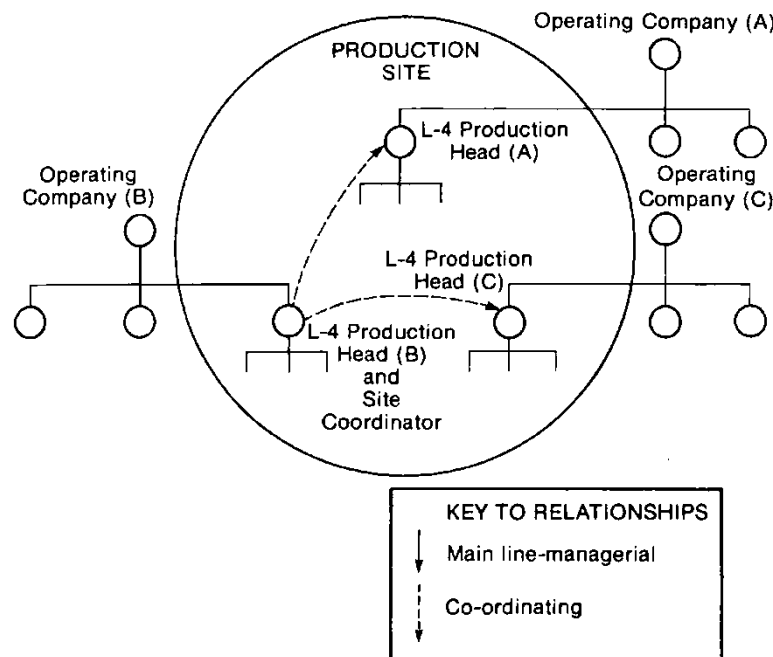 Operating Company (A)
PRODUCTION
SITE
L-4 Production
Head (A)
Operating
Company (B)
Operating
Company (C)
L-4 Production
Head (C)
L-4 Production
Head (B)
and
Site
Coordinator
KEY TO RELATIONSHIPS
Main line-managerial
Co-ordinating